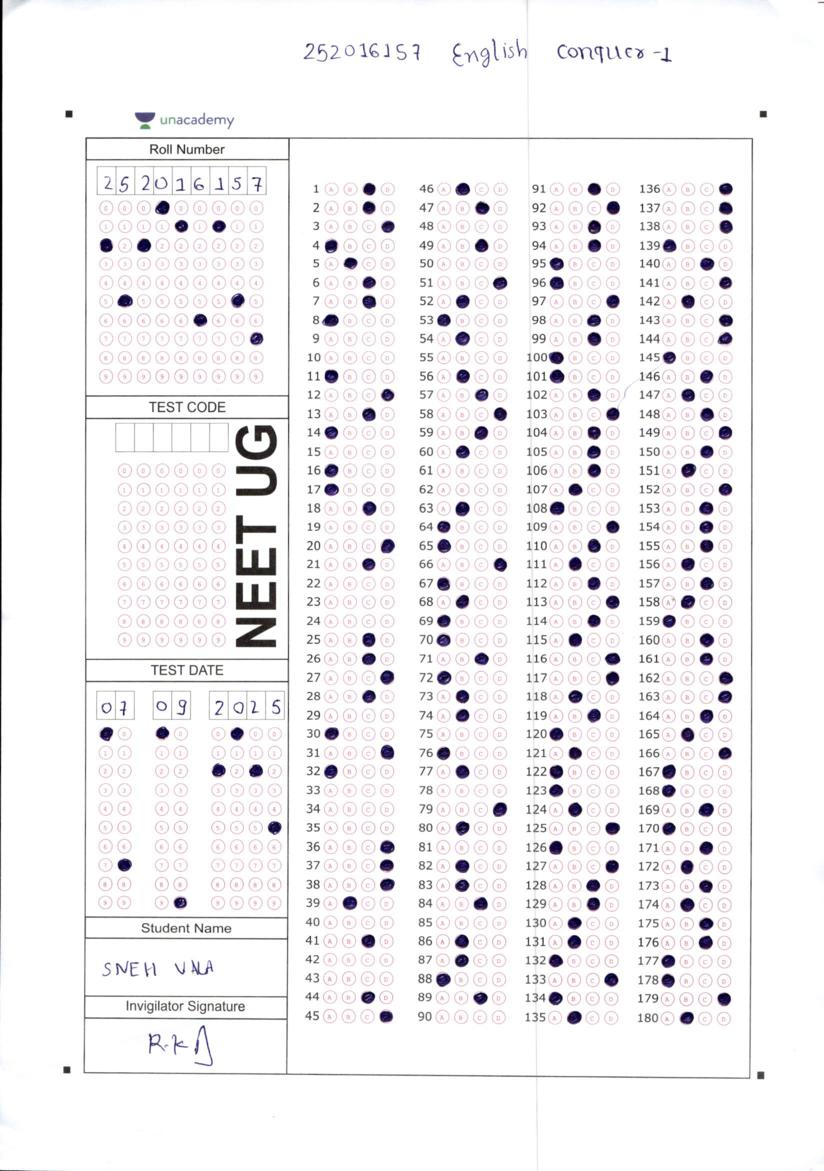 252016157 English conquer-1
unacademy
Roll Number
2 5 2 0 1 6 1 5 7
TEST CODE
NEET UG
TEST DATE
07 09 2025
Student Name
SNEH VALA
Invigilator Signature
R.K
1 A B D 46 A C D 91 A B D 136 A B C
2 A B D 47 A B D 92 A B C 137 A B C
3 A B C 48 A B C D 93 A B D 138 A B C
4 B C D 49 A B D 94 A B D 139 B C D
5 A C D 50 A B C D 95 B C D 140 A B D
6 A B D 51 A B C 96 B C D 141 A B C
7 A B D 52 A C D 97 A B C 142 A C D
8 B C D 53 B C D 98 A B D 143 A B C
9 A B C D 54 A C D 99 A B D 144 A B C
10 A B C D 55 A B C D 100 B C D 145 B C D
11 B C D 56 A C D 101 B C D 146 A B D
12 A B C 57 A B D 102 A B D 147 A C D
13 A B D 58 A B C 103 A B C 148 A B D
14 B C D 59 A B D 104 A B D 149 A B C
15 A B C D 60 A C D 105 A B D 150 A B D
16 B C D 61 A B C D 106 A B D 151 A C D
17 B C D 62 A B C D 107 A C D 152 A B C
18 A B D 63 A C D 108 B C D 153 A B D
19 A B C D 64 B C D 109 A B C 154 A B D
20 A B C 65 B C D 110 A B D 155 A B D
21 A B D 66 A B C 111 A C D 156 A C D
22 A B C D 67 B C D 112 A B D 157 A B D
23 A B C D 68 A C D 113 A B C 158 A C D
24 A B C D 69 B C D 114 A B D 159 B C D
25 A B D 70 B C D 115 A C D 160 A B D
26 A B D 71 A B D 116 A B C 161 A B D
27 A B C 72 B C D 117 A B C 162 A B C
28 A B D 73 A C D 118 A C D 163 A B C
29 A B C D 74 A C D 119 A B D 164 A B D
30 B C D 75 A B C D 120 B C D 165 A C D
31 A B C 76 B C D 121 A C D 166 A B C
32 B C D 77 A C D 122 B C D 167 B C D
33 A B C D 78 A B C D 123 B C D 168 B C D
34 A B C D 79 A B C 124 A C D 169 A B D
35 A B C D 80 A C D 125 A B C 170 B C D
36 A B C 81 A B C D 126 B C D 171 A B D
37 A B C 82 A C D 127 A B C 172 A C D
38 A B C 83 A C D 128 A B D 173 A B D
39 A C D 84 A B D 129 A B D 174 A C D
40 A B C D 85 A B C D 130 A C D 175 A B D
41 A B D 86 A C D 131 A C D 176 A B D
42 A B C D 87 A C D 132 B C D 177 B C D
43 A B C D 88 B C D 133 A B C 178 B C D
44 A B D 89 A B D 134 B C D 179 A B C
45 A B C 90 A B C D 135 A C D 180 A C D